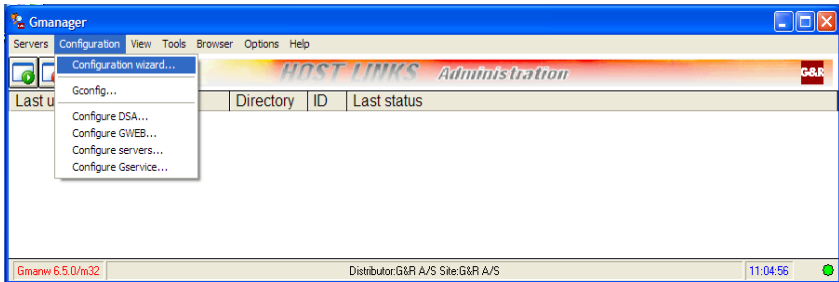 Gmanager
Servers Configuration View Tools Browser Options Help
Configuration wizard...
HOST LINKS Administration
G&R
Gconfig...
Last u Directory ID Last status
Configure DSA...
Configure GWEB...
Configure servers...
Configure Gservice...
Gmanw 6.5.0/m32 Distributor:G&R A/S Site:G&R A/S 11:04:56